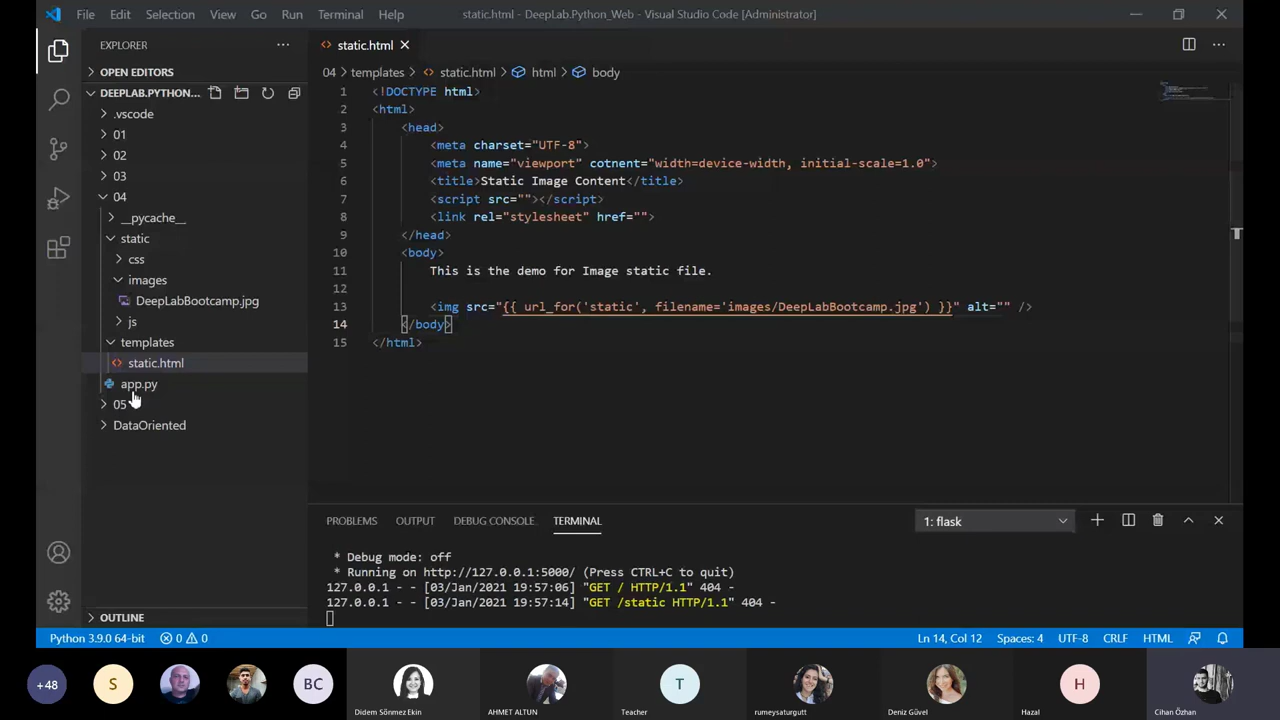 File Edit Selection View Go Run Terminal Help static.html - DeepLab.Python_Web - Visual Studio Code [Administrator]
EXPLORER
OPEN EDITORS
DEEPLAB.PYTHON...
.vscode
01
02
03
04
__pycache__
static
css
images
DeepLabBootcamp.jpg
js
templates
static.html
app.py
05
DataOriented
OUTLINE
static.html
04 > templates > static.html > html > body
1 <!DOCTYPE html>
2 <html>
3 <head>
4 <meta charset="UTF-8">
5 <meta name="viewport" cotnent="width=device-width, initial-scale=1.0">
6 <title>Static Image Content</title>
7 <script src=""></script>
8 <link rel="stylesheet" href="">
9 </head>
10 <body>
11 This is the demo for Image static file.
12
13 <img src="{{ url_for('static', filename='images/DeepLabBootcamp.jpg') }}" alt="" />
14 </body>
15 </html>
PROBLEMS OUTPUT DEBUG CONSOLE TERMINAL 1: flask
* Debug mode: off
* Running on http://127.0.0.1:5000/ (Press CTRL+C to quit)
127.0.0.1 - - [03/Jan/2021 19:57:06] "GET / HTTP/1.1" 404 -
127.0.0.1 - - [03/Jan/2021 19:57:14] "GET /static HTTP/1.1" 404 -
Python 3.9.0 64-bit 0 0 Ln 14, Col 12 Spaces: 4 UTF-8 CRLF HTML
+48 S BC T H
Didem Sönmez Ekin AHMET ALTUN Teacher rumeysaturgutt Deniz Güvel Hazal Cihan Özhan